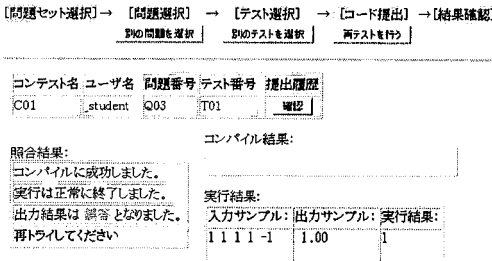 [問題セット選択]→ [問題選択] → [テスト選択] →[コード提出] →[結果確認]
別の問題を選択 別のテストを選択 再テストを行う
コンテスト名 ユーザ名 問題番号 テスト番号 提出履歴
C01 _student Q03 T01 確認
コンパイル結果:
照合結果:
コンパイルに成功しました。
実行は正常に終了しました。
出力結果は 誤答 となりました。
再トライしてください
実行結果:
入力サンプル: 出力サンプル: 実行結果:
1 1 1 1 -1 1.00 1